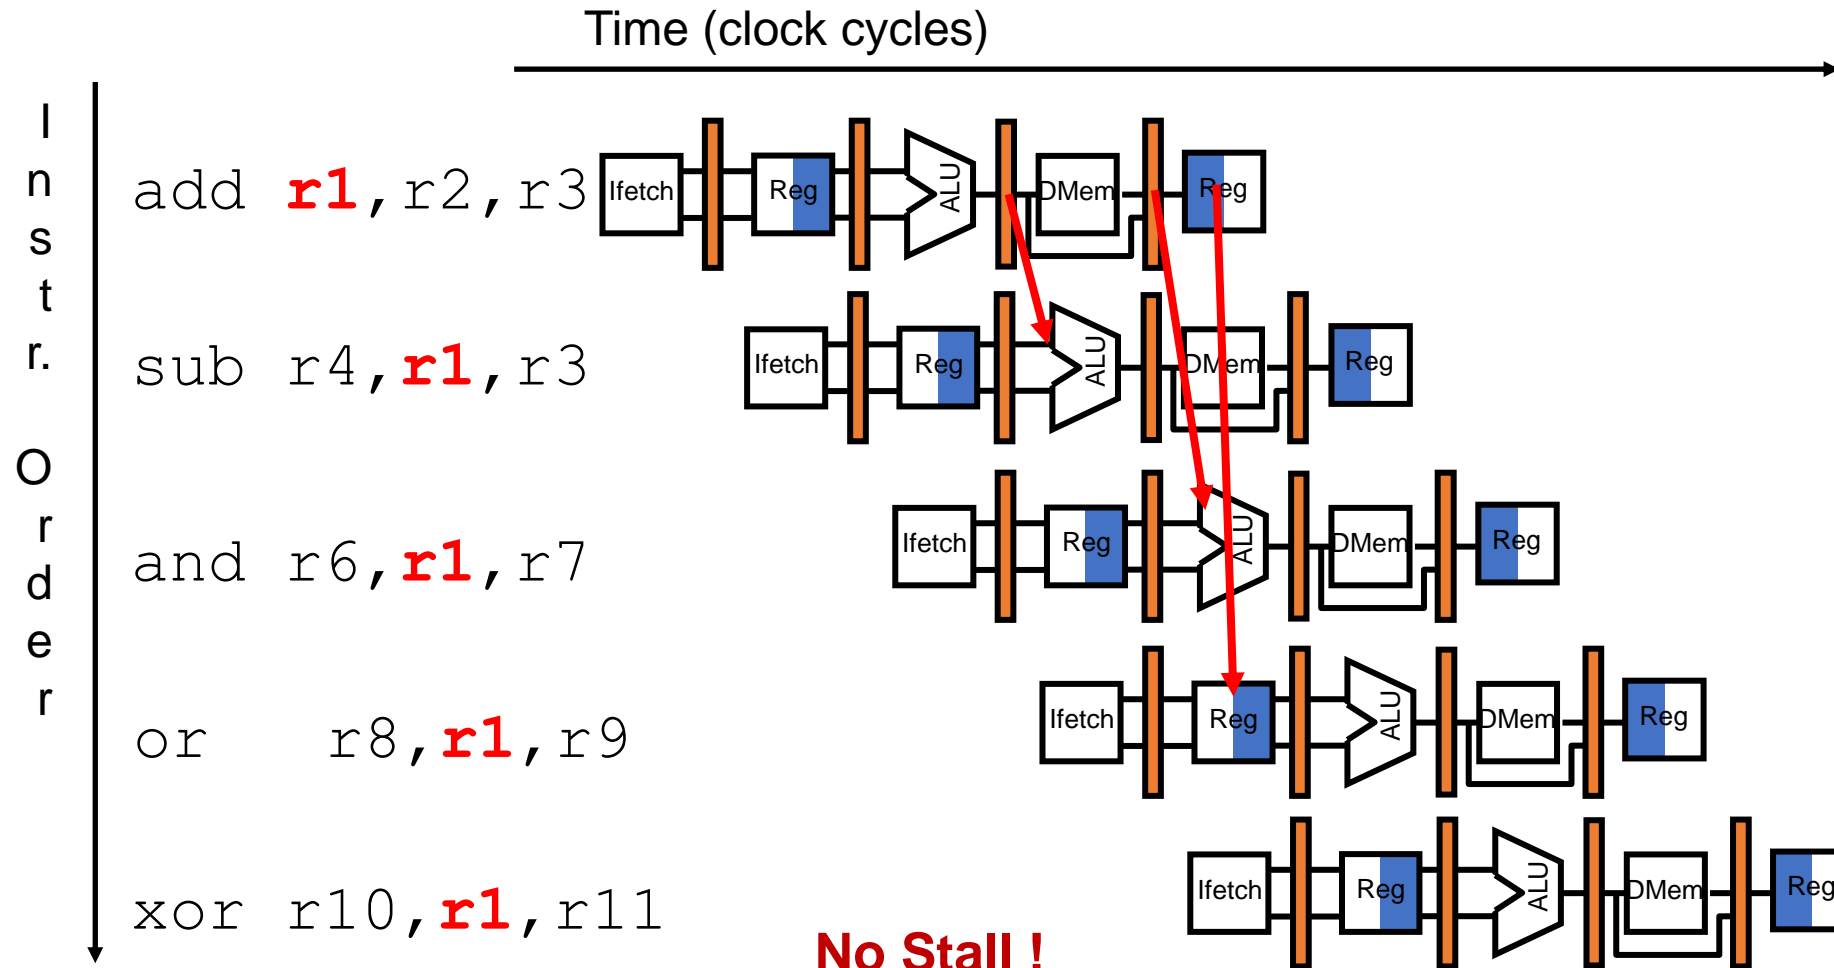 Time (clock cycles)
Instr. Order
add r1,r2,r3
Ifetch Reg ALU DMem Reg
sub r4,r1,r3
Ifetch Reg ALU DMem Reg
and r6,r1,r7
Ifetch Reg ALU DMem Reg
or r8,r1,r9
Ifetch Reg ALU DMem Reg
xor r10,r1,r11
Ifetch Reg ALU DMem Reg
No Stall !